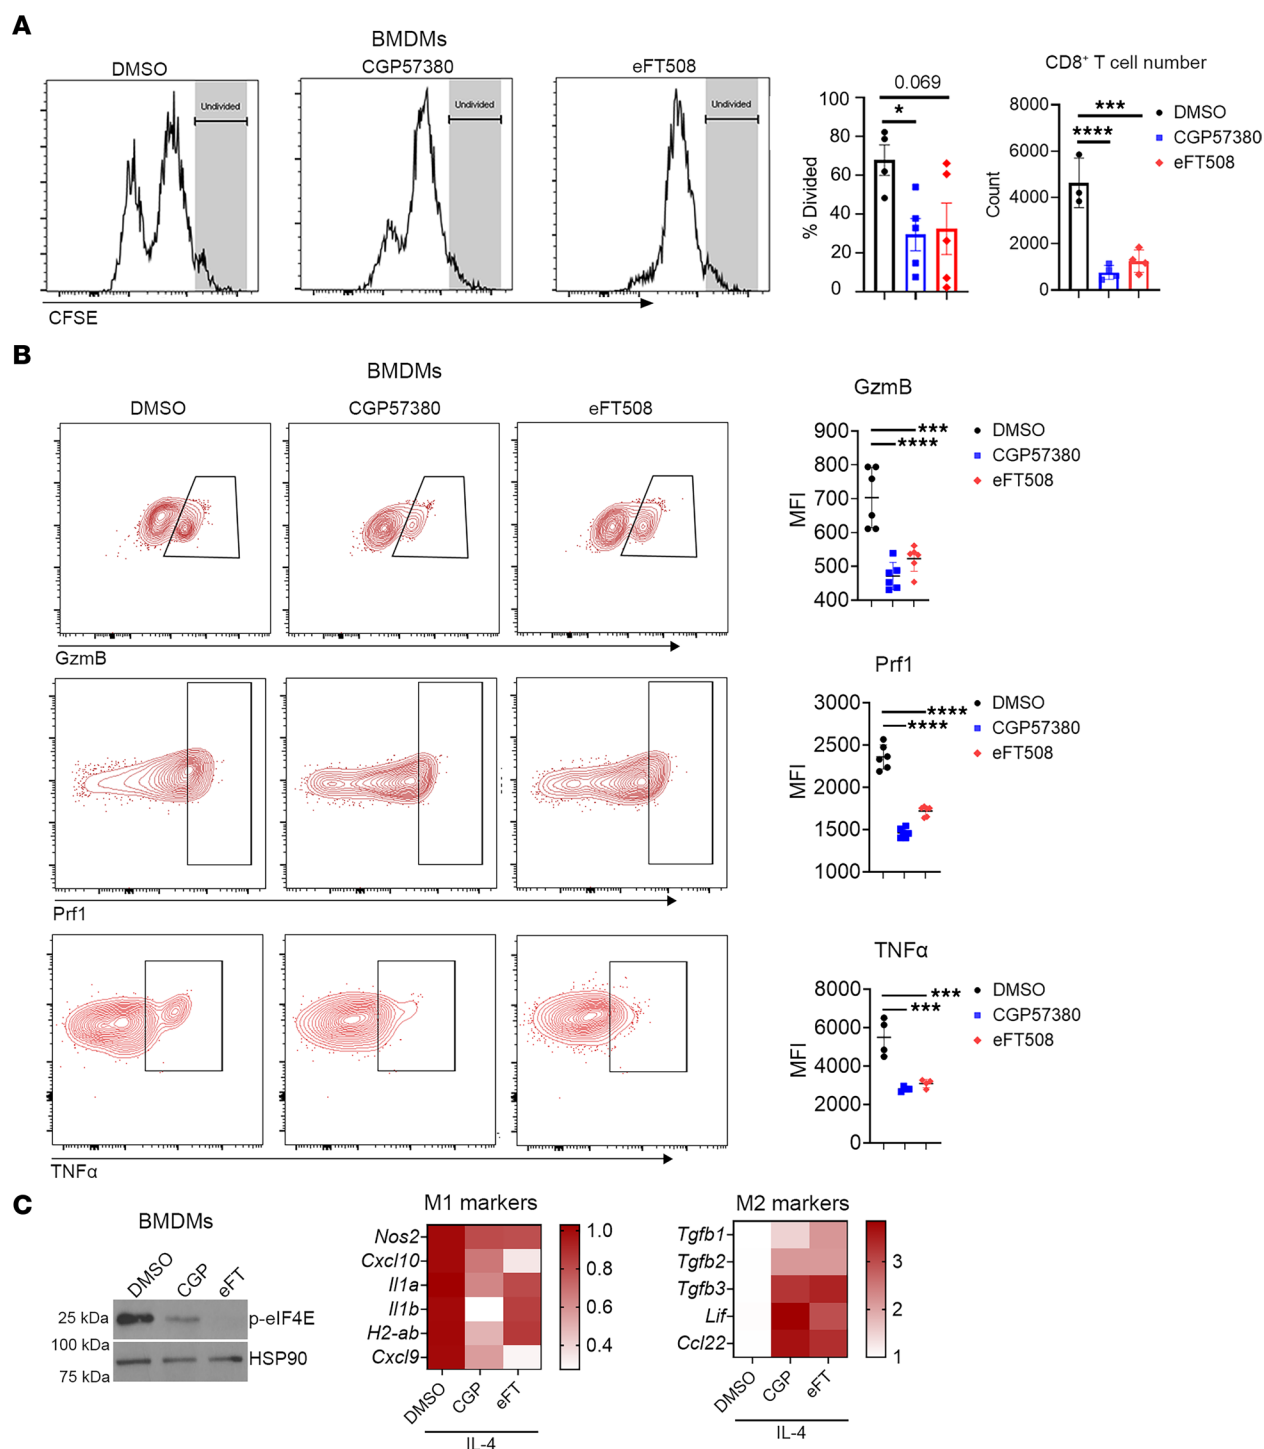 A
BMDMs
DMSO
CGP57380
eFT508
Undivided
Undivided
Undivided
CFSE
% Divided
100
80
60
40
20
0
0.069
*
CD8⁺ T cell number
Count
8000
6000
4000
2000
0
***
****
DMSO
CGP57380
eFT508
B
BMDMs
DMSO
CGP57380
eFT508
GzmB
GzmB
MFI
900
800
700
600
500
400
***
****
DMSO
CGP57380
eFT508
Prf1
Prf1
MFI
3000
2500
2000
1500
1000
****
****
DMSO
CGP57380
eFT508
TNFα
TNFα
MFI
8000
6000
4000
2000
0
***
***
DMSO
CGP57380
eFT508
C
BMDMs
DMSO
CGP
eFT
25 kDa
p-eIF4E
100 kDa
HSP90
75 kDa
M1 markers
Nos2
Cxcl10
Il1a
Il1b
H2-ab
Cxcl9
1.0
0.8
0.6
0.4
DMSO
CGP
eFT
IL-4
M2 markers
Tgfb1
Tgfb2
Tgfb3
Lif
Ccl22
3
2
1
DMSO
CGP
eFT
IL-4